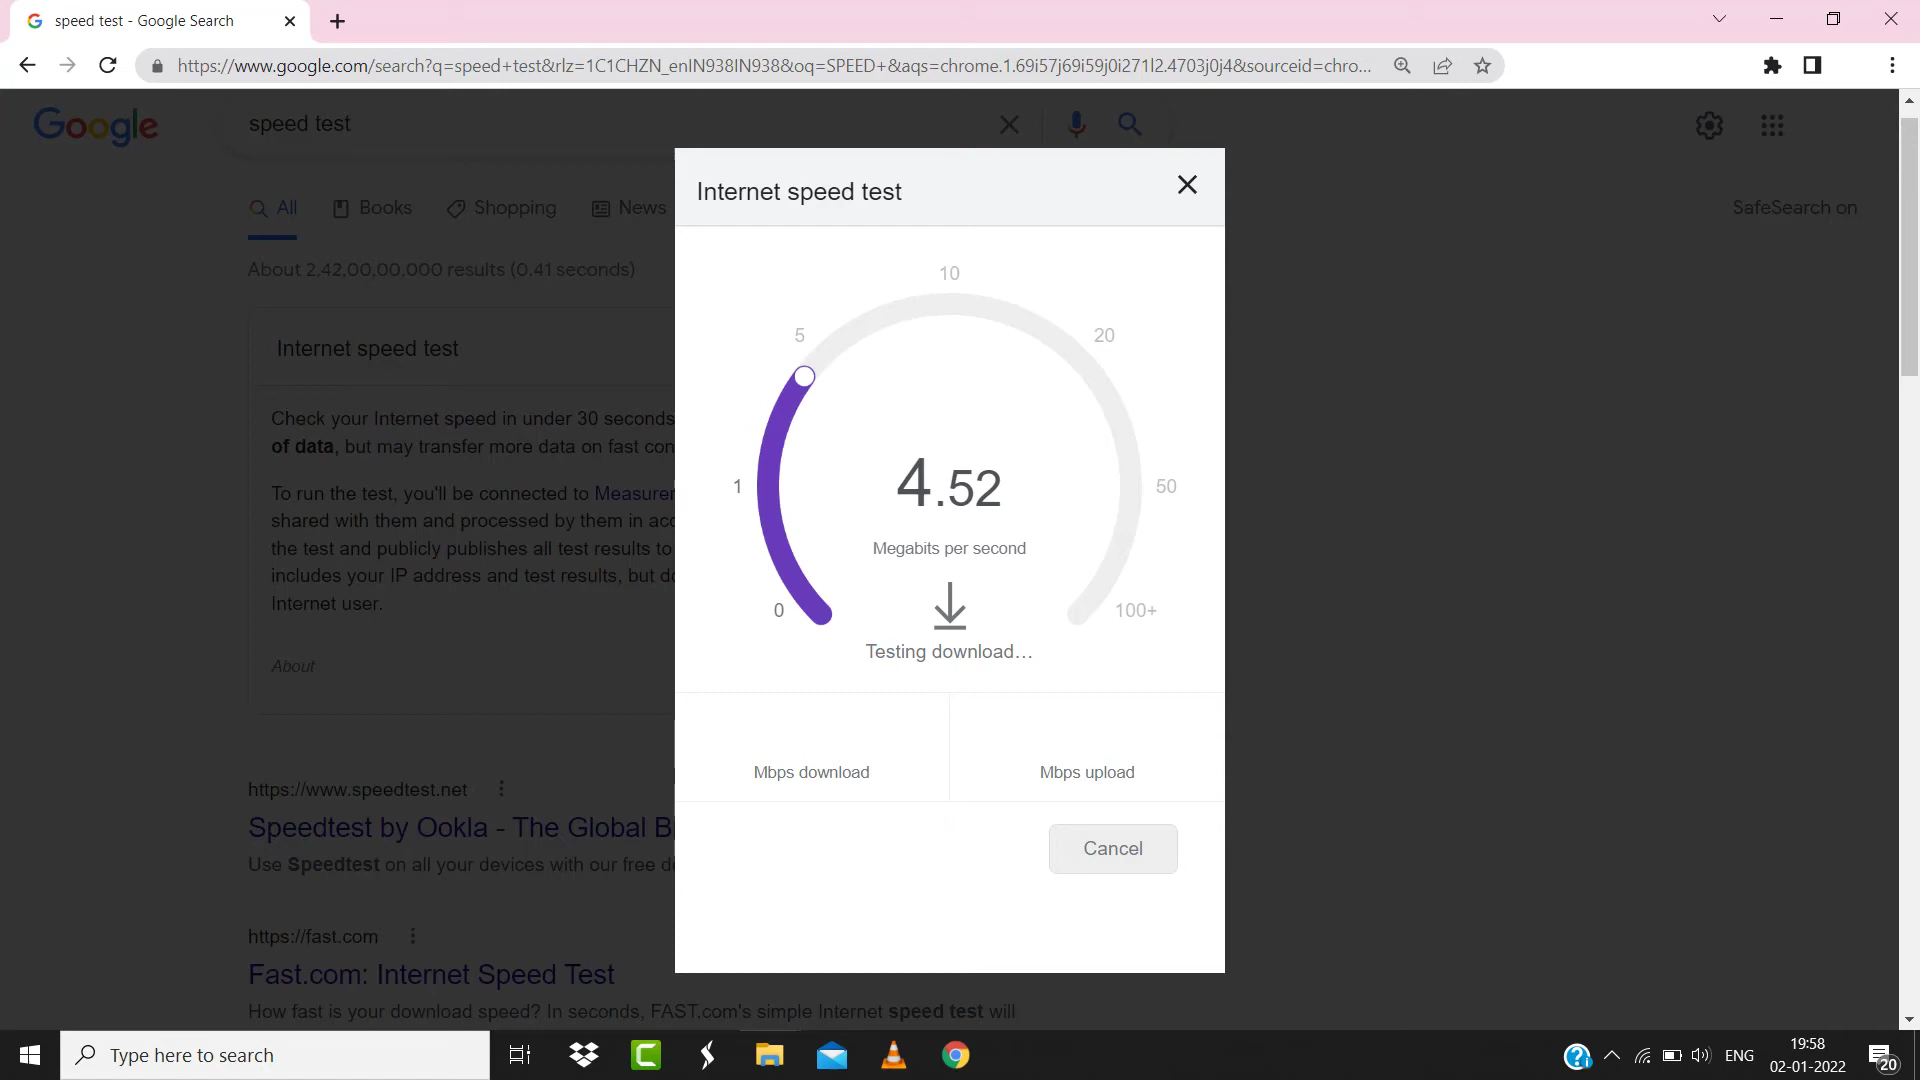 speed test - Google Search
https://www.google.com/search?q=speed+test&rlz=1C1CHZN_enIN938IN938&oq=SPEED+&aqs=chrome.1.69i57j69i59j0i271l2.4703j0j4&sourceid=chro...
Google
speed test
All
Books
Shopping
News
SafeSearch on
About 2,42,00,00,000 results (0.41 seconds)
Internet speed test
Check your Internet speed in under 30 seconds
of data, but may transfer more data on fast con
To run the test, you'll be connected to Measurer
shared with them and processed by them in acc
the test and publicly publishes all test results to
includes your IP address and test results, but do
Internet user.
About
Internet speed test
10
5
20
1
50
0
100+
4.52
Megabits per second
Testing download...
Mbps download
Mbps upload
Cancel
https://www.speedtest.net
Speedtest by Ookla - The Global B
Use Speedtest on all your devices with our free d
https://fast.com
Fast.com: Internet Speed Test
How fast is your download speed? In seconds, FAST.com's simple Internet speed test will
Type here to search
ENG
19:58
02-01-2022
20